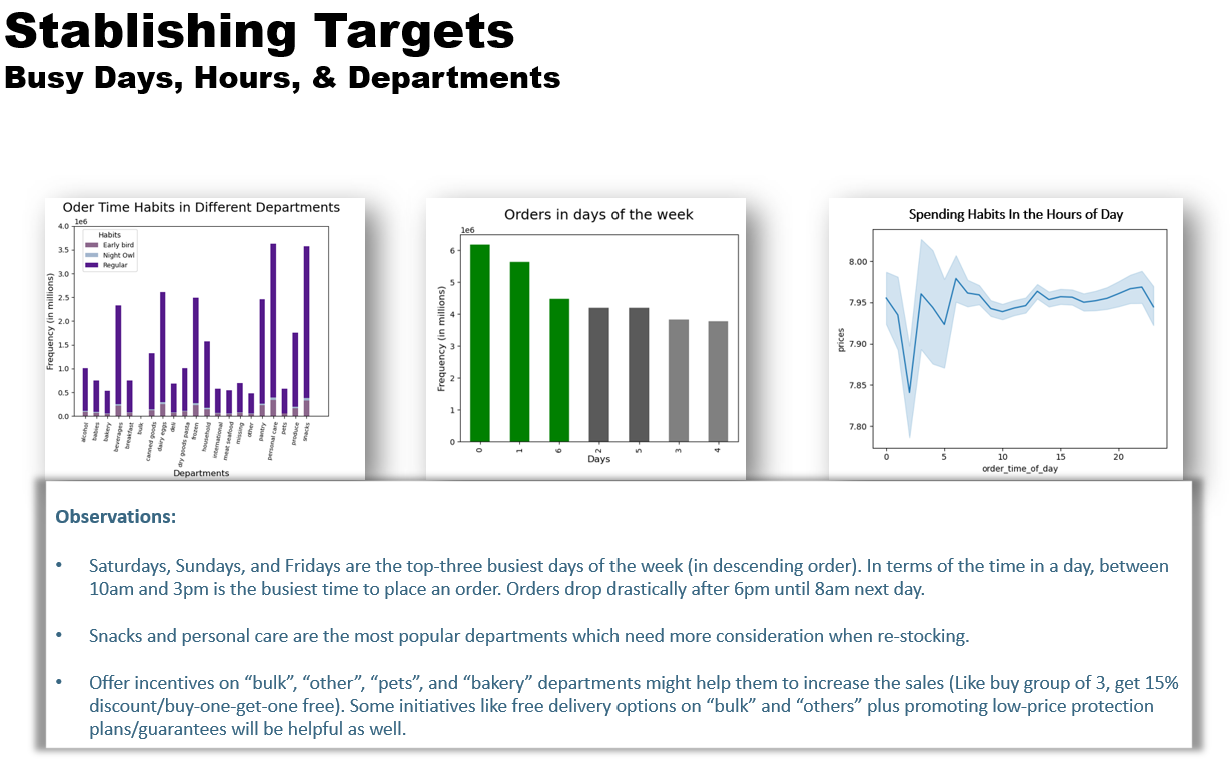 Stablishing Targets
Busy Days, Hours, & Departments
Oder Time Habits in Different Departments
1e6
4.0
3.5
3.0
2.5
2.0
1.5
1.0
0.5
0.0
Frequency (in millions)
Habits
Early bird
Night Owl
Regular
alcohol
babies
bakery
beverages
breakfast
bulk
canned goods
dairy eggs
deli
dry goods pasta
frozen
household
international
meat seafood
missing
other
pantry
personal care
pets
produce
snacks
Departments
Orders in days of the week
1e6
6
5
4
3
2
1
0
Frequency (in millions)
0
1
6
2
5
3
4
Days
Spending Habits In the Hours of Day
8.00
7.95
7.90
7.85
7.80
prices
0
5
10
15
20
order_time_of_day
Observations:
• Saturdays, Sundays, and Fridays are the top-three busiest days of the week (in descending order). In terms of the time in a day, between
10am and 3pm is the busiest time to place an order. Orders drop drastically after 6pm until 8am next day.
• Snacks and personal care are the most popular departments which need more consideration when re-stocking.
• Offer incentives on “bulk”, “other”, “pets”, and “bakery” departments might help them to increase the sales (Like buy group of 3, get 15%
discount/buy-one-get-one free). Some initiatives like free delivery options on “bulk” and “others” plus promoting low-price protection
plans/guarantees will be helpful as well.